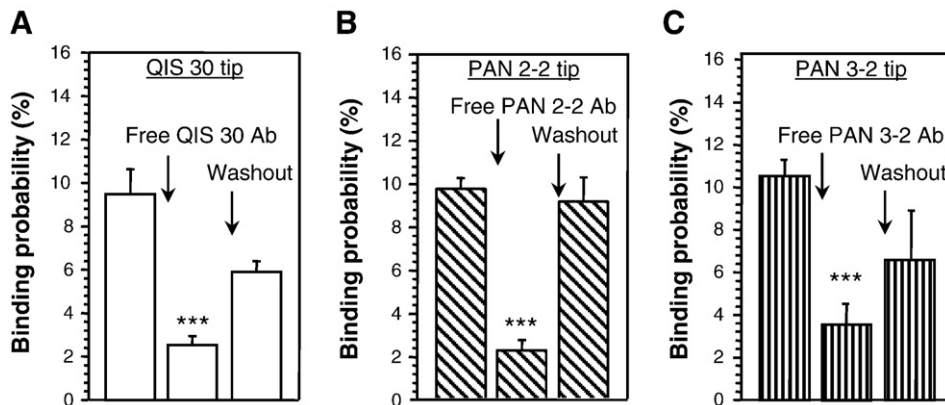 A
Binding probability (%)
16
14
12
10
8
6
4
2
0
QIS 30 tip
Free QIS 30 Ab
Washout
***
B
Binding probability (%)
16
14
12
10
8
6
4
2
0
PAN 2-2 tip
Free PAN 2-2 Ab
Washout
***
C
Binding probability (%)
16
14
12
10
8
6
4
2
0
PAN 3-2 tip
Free PAN 3-2 Ab
Washout
***